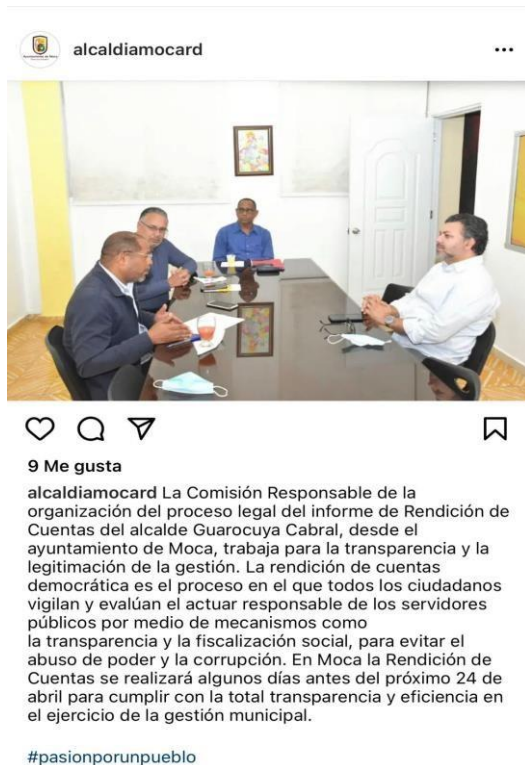 alcaldiamocard
9 Me gusta
alcaldiamocard La Comisión Responsable de la
organización del proceso legal del informe de Rendición de
Cuentas del alcalde Guarocuya Cabral, desde el
ayuntamiento de Moca, trabaja para la transparencia y la
legitimación de la gestión. La rendición de cuentas
democrática es el proceso en el que todos los ciudadanos
vigilan y evalúan el actuar responsable de los servidores
públicos por medio de mecanismos como
la transparencia y la fiscalización social, para evitar el
abuso de poder y la corrupción. En Moca la Rendición de
Cuentas se realizará algunos días antes del próximo 24 de
abril para cumplir con la total transparencia y eficiencia en
el ejercicio de la gestión municipal.
#pasionporunpueblo